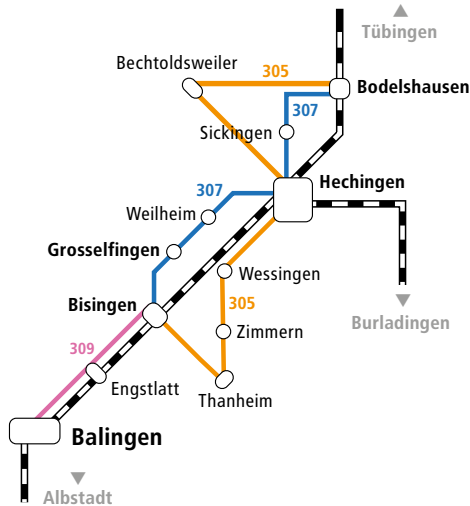 Tübingen
Bechtoldsweiler
305
Bodelshausen
307
Sickingen
Hechingen
307
Weilheim
Grosselfingen
Wessingen
Bisingen
305
Burladingen
Zimmern
309
Engstlatt
Thanheim
Balingen
Albstadt